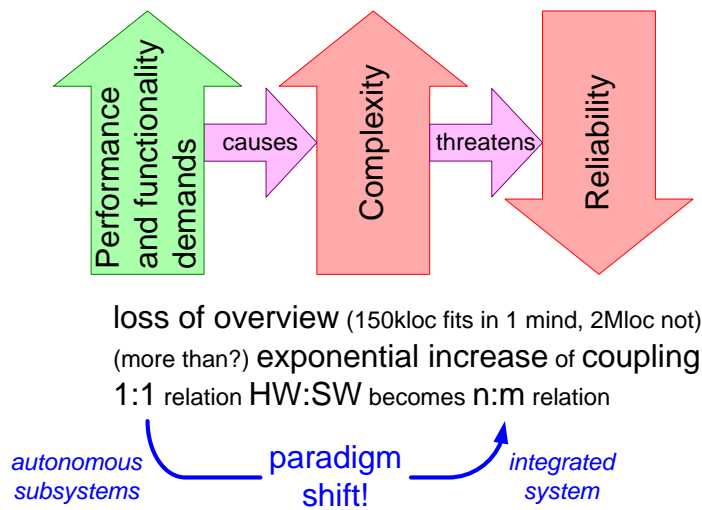 Performance
and functionality
demands
causes
Complexity
threatens
Reliability
loss of overview (150kloc fits in 1 mind, 2Mloc not)
(more than?) exponential increase of coupling
1:1 relation HW:SW becomes n:m relation
autonomous
subsystems
paradigm
shift!
integrated
system